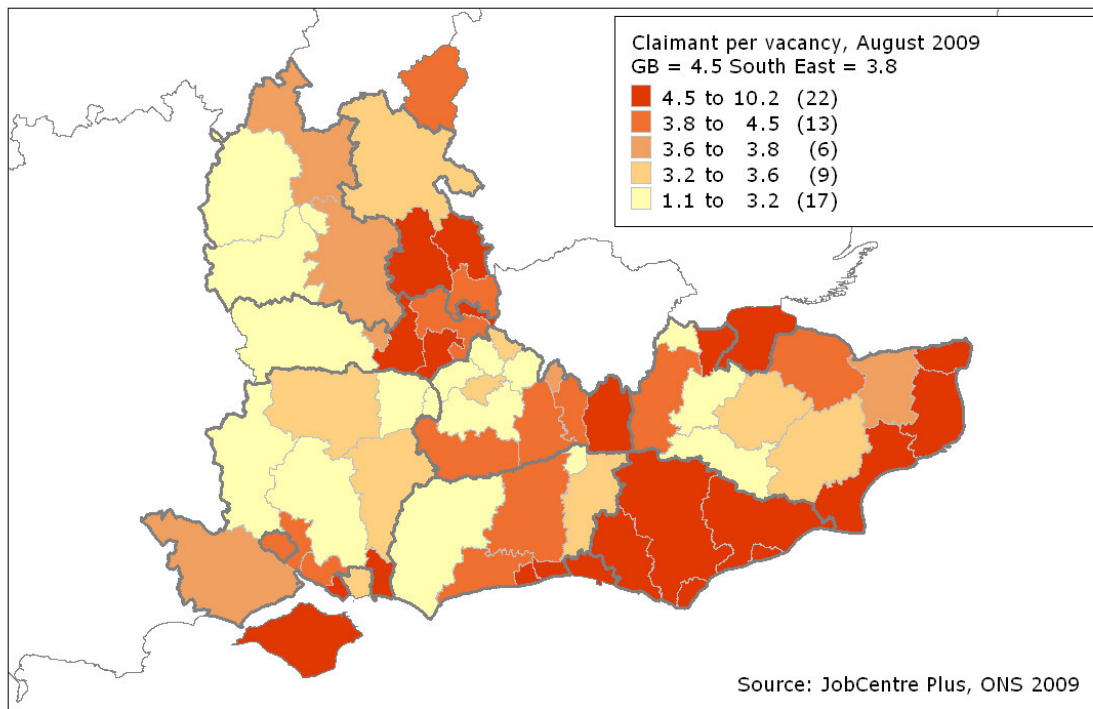 Claimant per vacancy, August 2009
GB = 4.5 South East = 3.8
4.5 to 10.2 (22)
3.8 to 4.5 (13)
3.6 to 3.8 (6)
3.2 to 3.6 (9)
1.1 to 3.2 (17)
Source: JobCentre Plus, ONS 2009